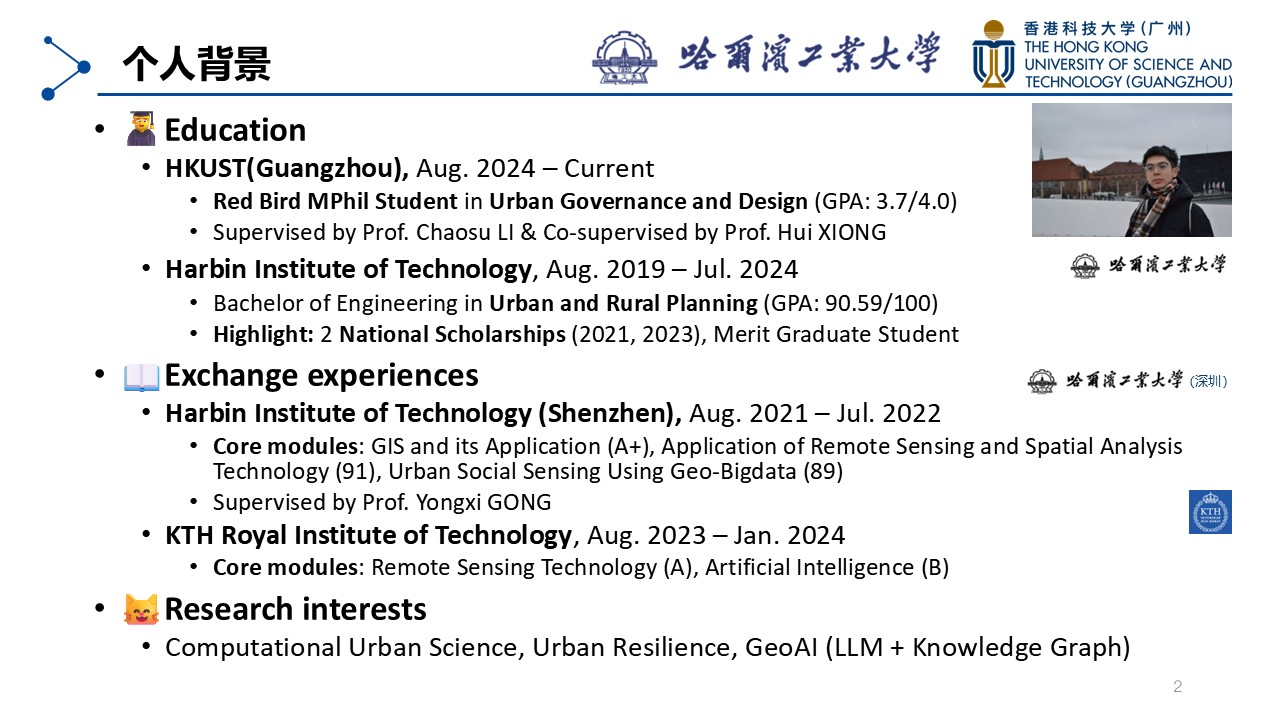 个人背景
哈爾濱工業大學
香港科技大学(广州)
THE HONG KONG
UNIVERSITY OF SCIENCE AND
TECHNOLOGY (GUANGZHOU)
• Education
• HKUST(Guangzhou), Aug. 2024 – Current
• Red Bird MPhil Student in Urban Governance and Design (GPA: 3.7/4.0)
• Supervised by Prof. Chaosu LI & Co-supervised by Prof. Hui XIONG
• Harbin Institute of Technology, Aug. 2019 – Jul. 2024
哈爾濱工業大學
• Bachelor of Engineering in Urban and Rural Planning (GPA: 90.59/100)
• Highlight: 2 National Scholarships (2021, 2023), Merit Graduate Student
• Exchange experiences
哈爾濱工業大學 (深圳)
• Harbin Institute of Technology (Shenzhen), Aug. 2021 – Jul. 2022
• Core modules: GIS and its Application (A+), Application of Remote Sensing and Spatial Analysis
Technology (91), Urban Social Sensing Using Geo-Bigdata (89)
• Supervised by Prof. Yongxi GONG
KTH
• KTH Royal Institute of Technology, Aug. 2023 – Jan. 2024
• Core modules: Remote Sensing Technology (A), Artificial Intelligence (B)
• Research interests
• Computational Urban Science, Urban Resilience, GeoAI (LLM + Knowledge Graph)
2